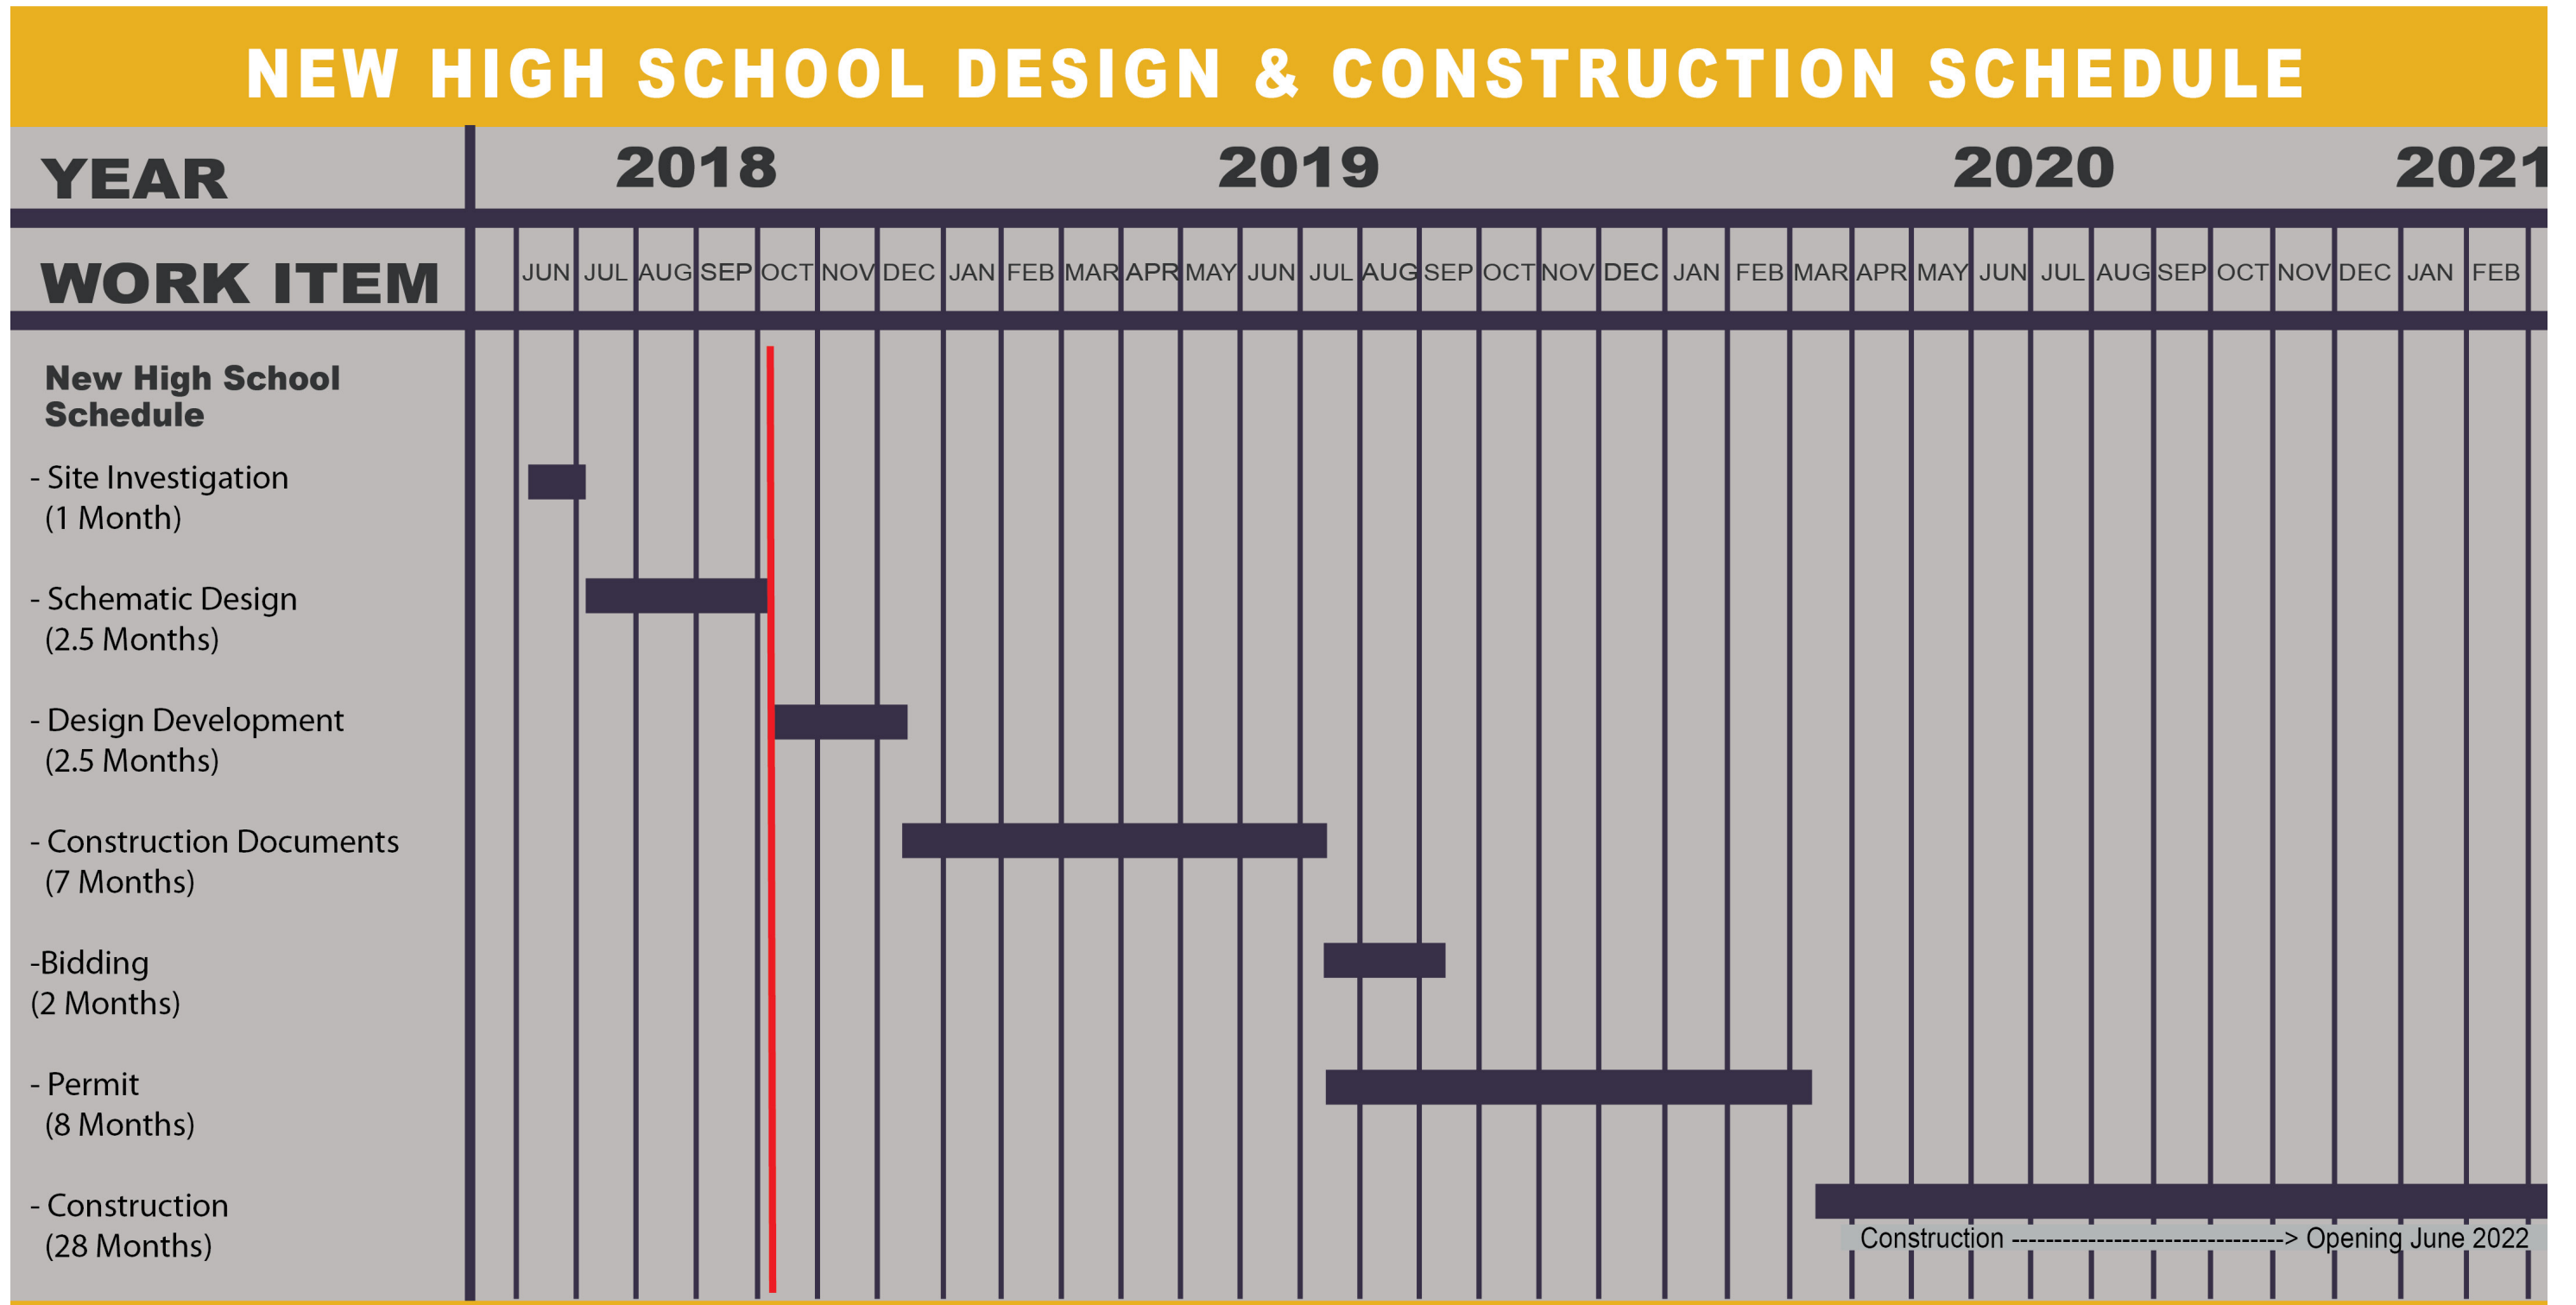 NEW HIGH SCHOOL DESIGN & CONSTRUCTION SCHEDULE
YEAR 2018 2019 2020 2021
WORK ITEM JUN JUL AUG SEP OCT NOV DEC JAN FEB MAR APR MAY JUN JUL AUG SEP OCT NOV DEC JAN FEB MAR APR MAY JUN JUL AUG SEP OCT NOV DEC JAN FEB
New High School
Schedule
- Site Investigation
(1 Month)
- Schematic Design
(2.5 Months)
- Design Development
(2.5 Months)
- Construction Documents
(7 Months)
-Bidding
(2 Months)
- Permit
(8 Months)
- Construction
(28 Months)
Construction --------------------------------> Opening June 2022